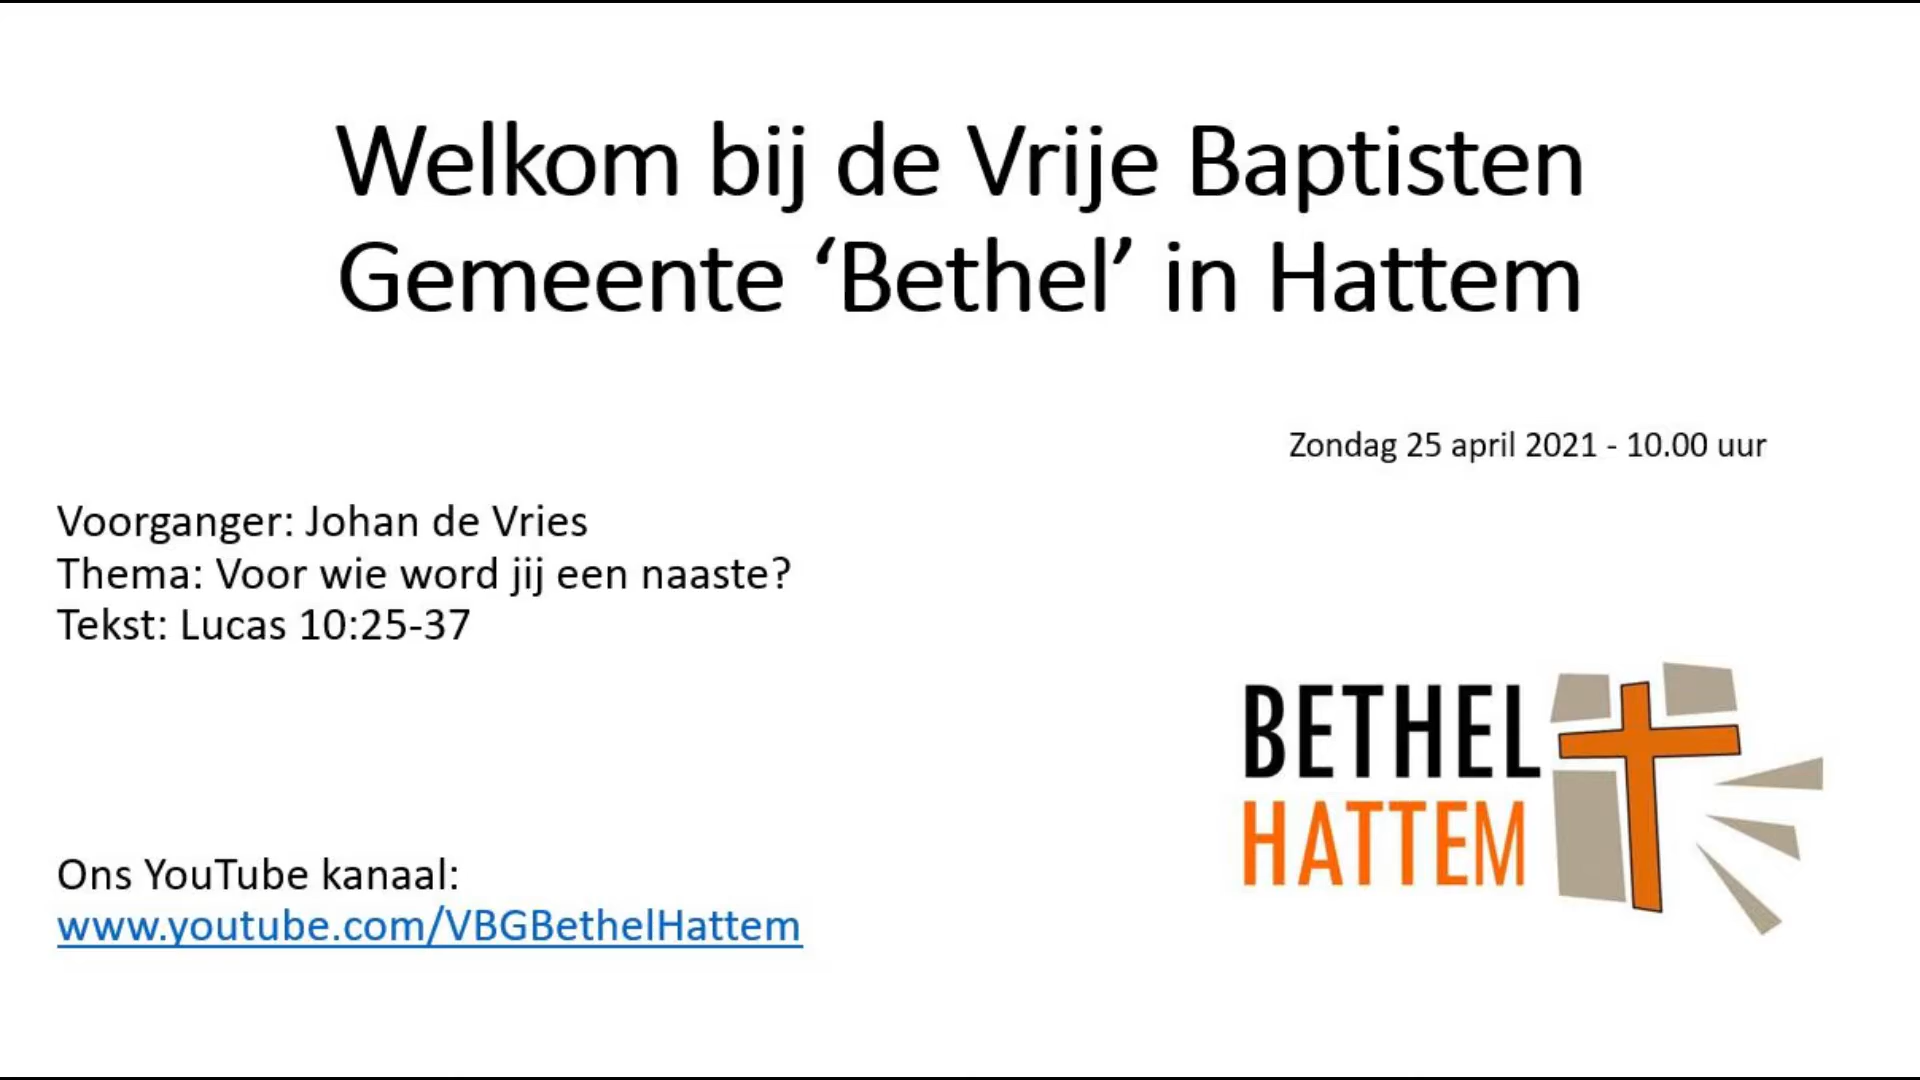 Welkom bij de Vrije Baptisten
Gemeente ‘Bethel’ in Hattem
Zondag 25 april 2021 - 10.00 uur
Voorganger: Johan de Vries
Thema: Voor wie word jij een naaste?
Tekst: Lucas 10:25-37
BETHEL
HATTEM
Ons YouTube kanaal:
www.youtube.com/VBGBethelHattem